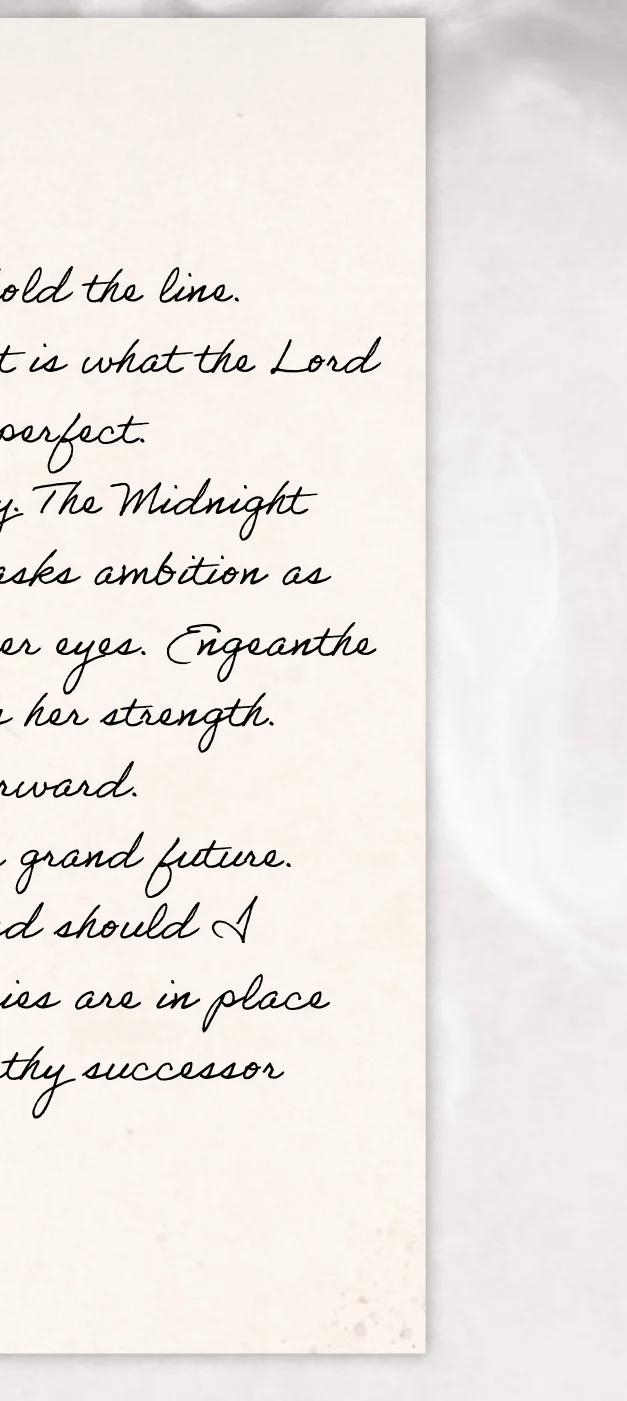 old the line.
t is what the Lord
perfect.
y. The Midnight
asks ambition as
er eyes. Engeanthe
her strength.
rward.
grand future.
d should I
ies are in place
thy successor